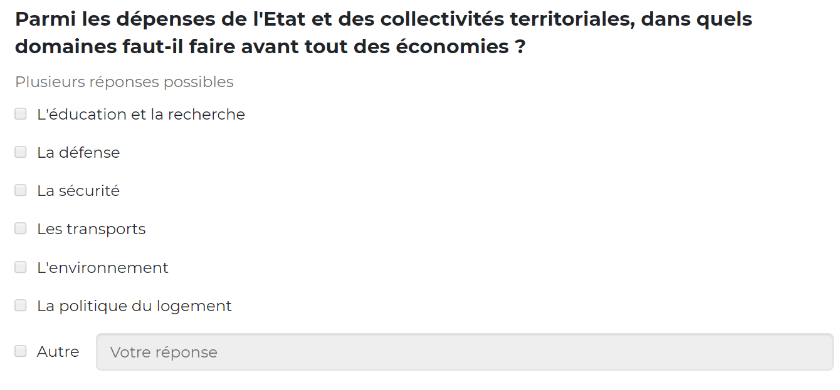 Parmi les dépenses de l'Etat et des collectivités territoriales, dans quels
domaines faut-il faire avant tout des économies ?
Plusieurs réponses possibles
L'éducation et la recherche
La défense
La sécurité
Les transports
L'environnement
La politique du logement
Autre Votre réponse